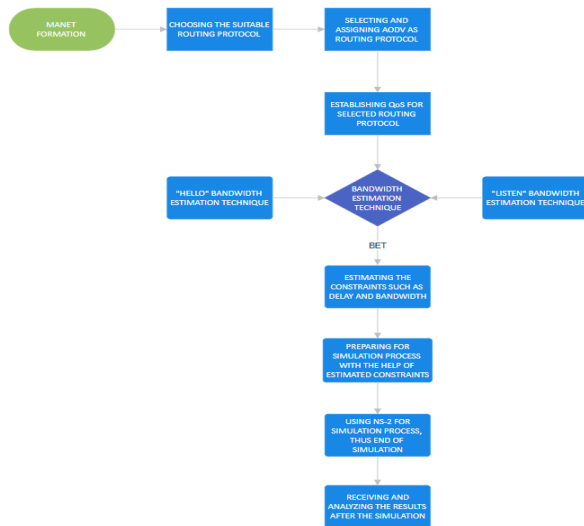 MANET
FORMATION
CHOOSING THE SUITABLE
ROUTING PROTOCOL
SELECTING AND
ASSIGNING AODV AS
ROUTING PROTOCOL
ESTABLISHING QoS FOR
SELECTED ROUTING
PROTOCOL
"HELLO" BANDWIDTH
ESTIMATION TECHNIQUE
BANDWIDTH
ESTIMATION
TECHNIQUE
"LISTEN" BANDWIDTH
ESTIMATION TECHNIQUE
BET
ESTIMATING THE
CONSTRAINTS SUCH AS
DELAY AND BANDWIDTH
PREPARING FOR
SIMULATION PROCESS
WITH THE HELP OF
ESTIMATED CONSTRAINTS
USING NS-2 FOR
SIMULATION PROCESS,
THUS END OF
SIMULATION
RECEIVING AND
ANALYZING THE RESULTS
AFTER THE SIMULATION